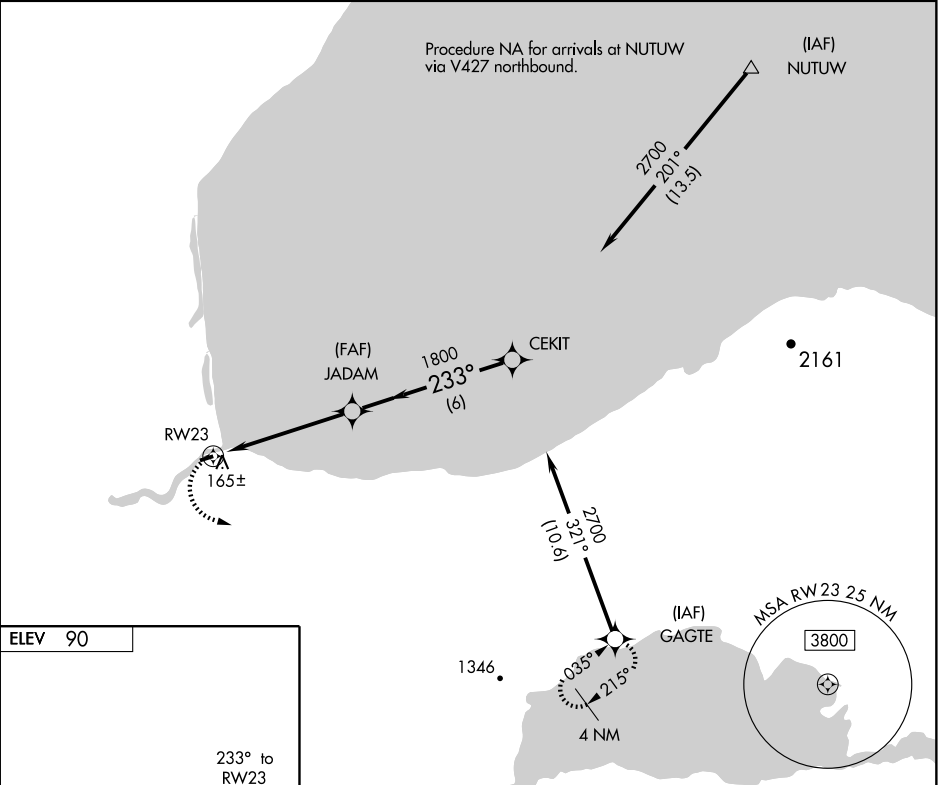 Procedure NA for arrivals at NUTUW
via V427 northbound.
(IAF)
NUTUW
2700
201°
(13.5)
CEKIT
(FAF)
JADAM
1800
233°
(6)
2161
RW23
165±
2700
321°
(10.6)
(IAF)
GAGTE
035°
215°
4 NM
1346
MSA RW 23 25 NM
3800
ELEV 90
233° to
RW23